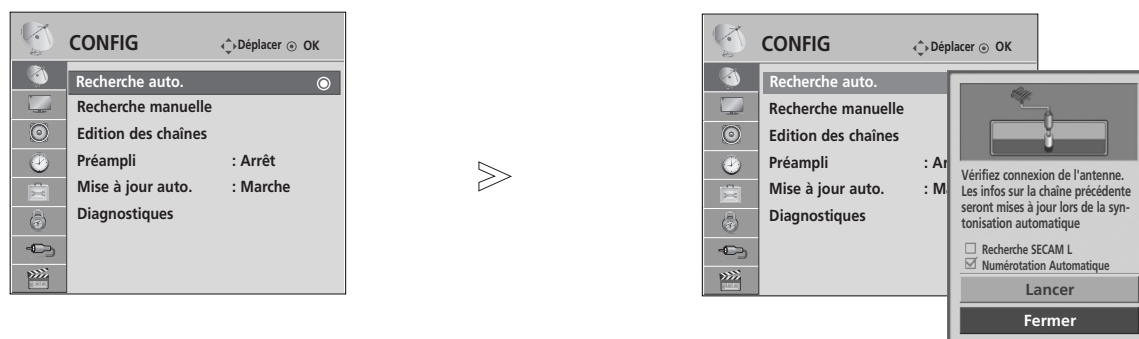 CONFIG
Déplacer OK
Recherche auto.
Recherche manuelle
Edition des chaînes
Préampli : Arrêt
Mise à jour auto. : Marche
Diagnostiques
CONFIG
Déplacer OK
Recherche auto.
Recherche manuelle
Edition des chaînes
Préampli : Ar
Mise à jour auto. : M
Diagnostiques
Vérifiez connexion de l'antenne.
Les infos sur la chaîne précédente
seront mises à jour lors de la syn-
tonisation automatique
Recherche SECAM L
Numérotation Automatique
Lancer
Fermer